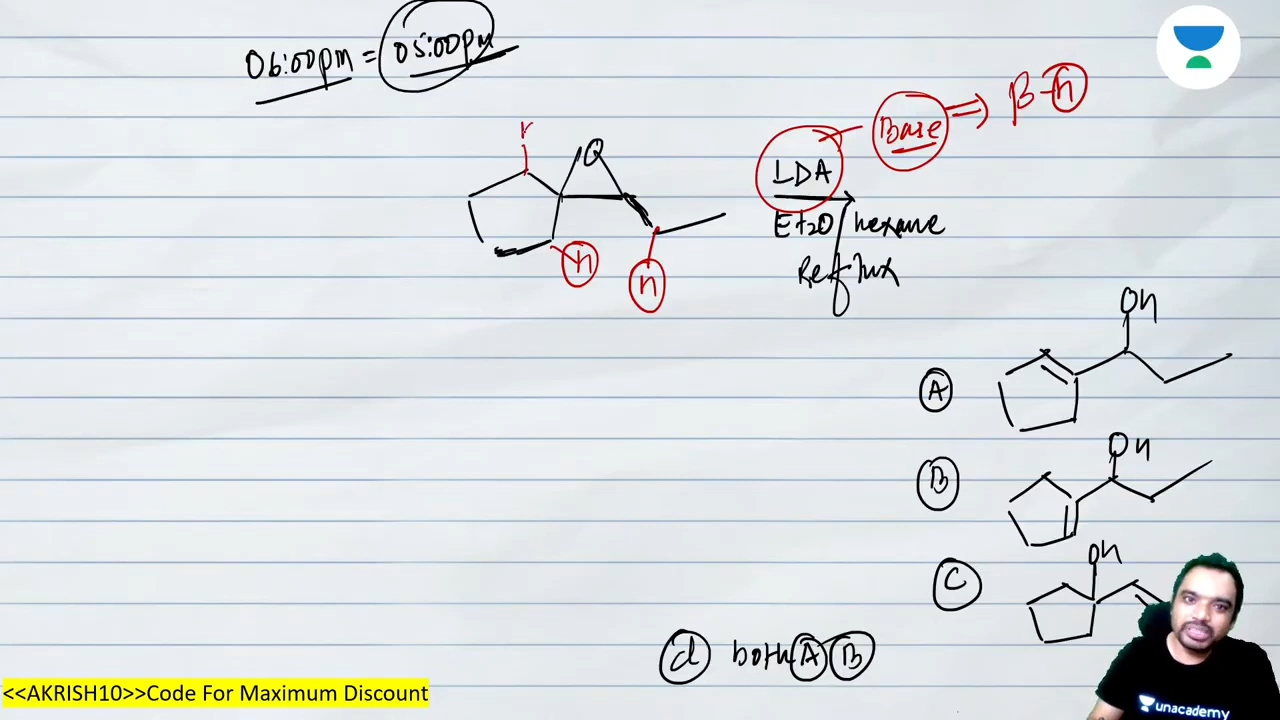 06:00pm = 05:00pm
LDA Base ⇒ β-H
O
H
Et2O/hexane
H
H
Reflux
OH
A
OH
B
OH
C
d both A B
<<AKRISH10>>Code For Maximum Discount
unacademy